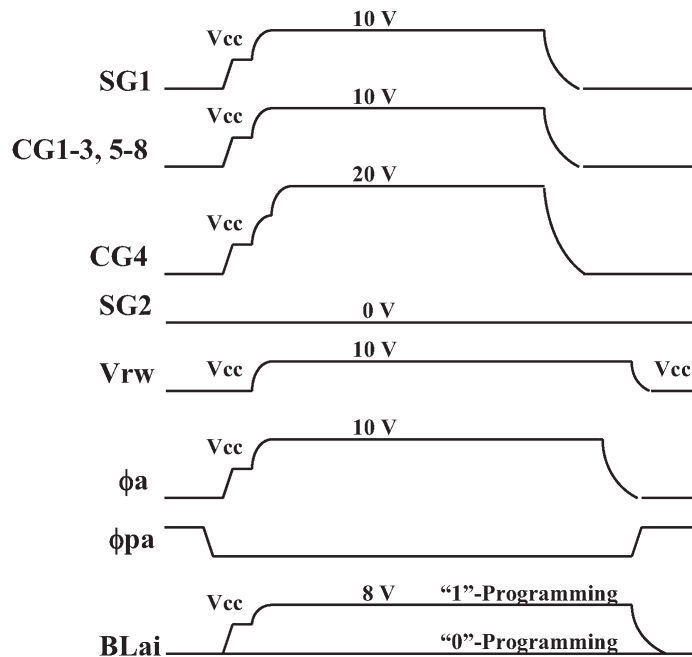 10 V
Vcc
SG1
10 V
CG1-3, 5-8
20 V
Vcc
CG4
SG2
0 V
10 V
Vrw
Vcc
Vcc
10 V
Vcc
ϕa
ϕpa
8 V
“1”-Programming
Vcc
BLai
“0”-Programming